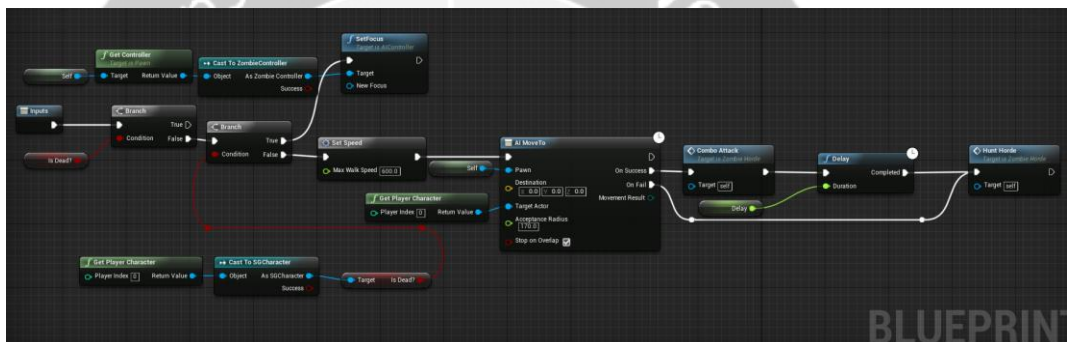 SetFocus
Target is AIController
Target
New Focus
Get Controller
Target is Pawn
Target
Return Value
Self
Cast To ZombieController
Object
As Zombie Controller
Success
Inputs
Branch
True
Condition
False
Is Dead?
Branch
True
Condition
False
Set Speed
Max Walk Speed 600.0
Self
AI MoveTo
Pawn
On Success
Destination
On Fail
X 0.0 Y 0.0 Z 0.0
Movement Result
Target Actor
Acceptance Radius
170.0
Stop on Overlap
Get Player Character
Player Index 0
Return Value
Combo Attack
Target is Zombie Horde
Target self
Delay
Delay
Completed
Duration
Hunt Horde
Target is Zombie Horde
Target self
Get Player Character
Player Index 0
Return Value
Cast To SGCharacter
Object
As SGCharacter
Success
Target
Is Dead?
BLUEPRINT